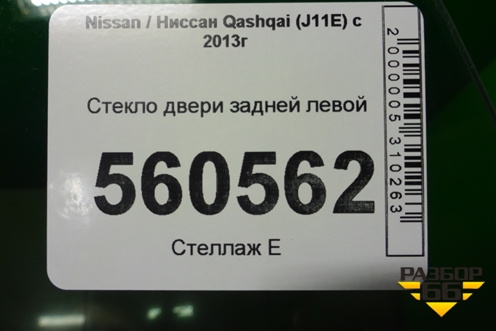 Nissan / Ниссан Qashqai (J11E) с
2013г
Стекло двери задней левой
560562
Стеллаж Е
2000005310263
РАЗБОР
66